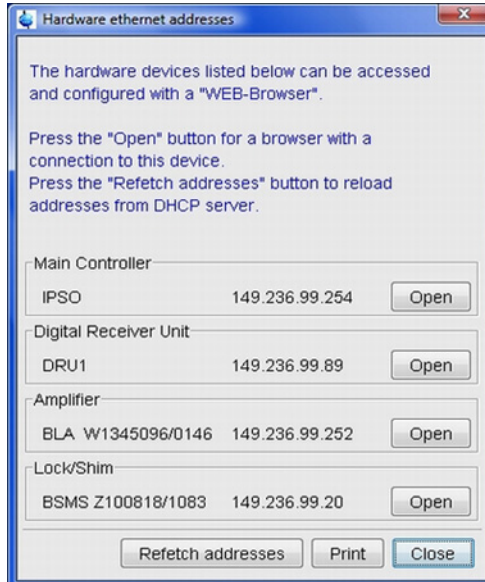 Hardware ethernet addresses
The hardware devices listed below can be accessed
and configured with a "WEB-Browser".
Press the "Open" button for a browser with a
connection to this device.
Press the "Refetch addresses" button to reload
addresses from DHCP server.
Main Controller
IPSO 149.236.99.254 Open
Digital Receiver Unit
DRU1 149.236.99.89 Open
Amplifier
BLA W1345096/0146 149.236.99.252 Open
Lock/Shim
BSMS Z100818/1083 149.236.99.20 Open
Refetch addresses Print Close